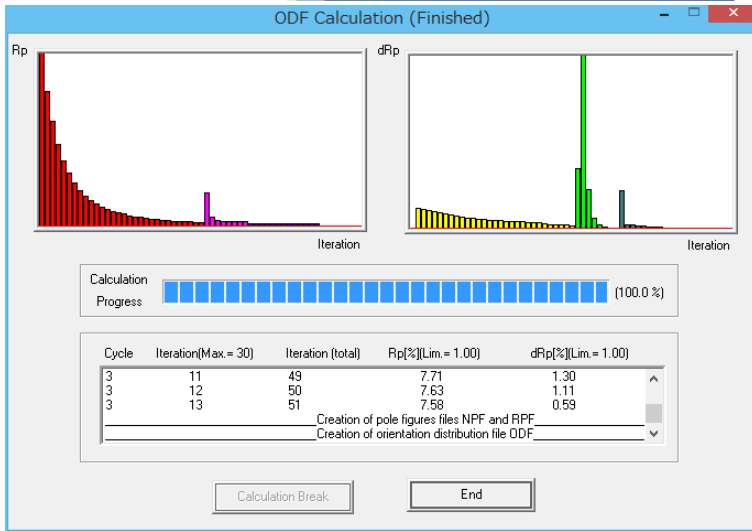 ODF Calculation (Finished)
Rp
dRp
Iteration
Iteration
Calculation Progress
(100.0 %)
Cycle Iteration(Max.= 30) Iteration (total) Rp[%](Lim.= 1.00) dRp[%](Lim.= 1.00)
3 11 49 7.71 1.30
3 12 50 7.63 1.11
3 13 51 7.58 0.59
Creation of pole figures files NPF and RPF
Creation of orientation distribution file ODF
Calculation Break
End